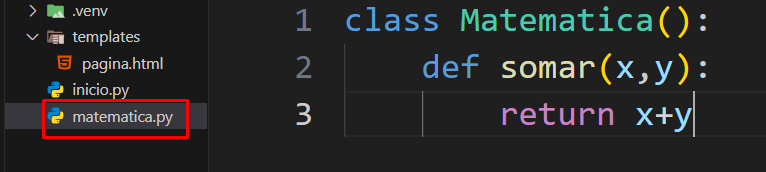 .venv
templates
pagina.html
inicio.py
matematica.py
1 class Matematica():
2 def somar(x,y):
3 return x+y